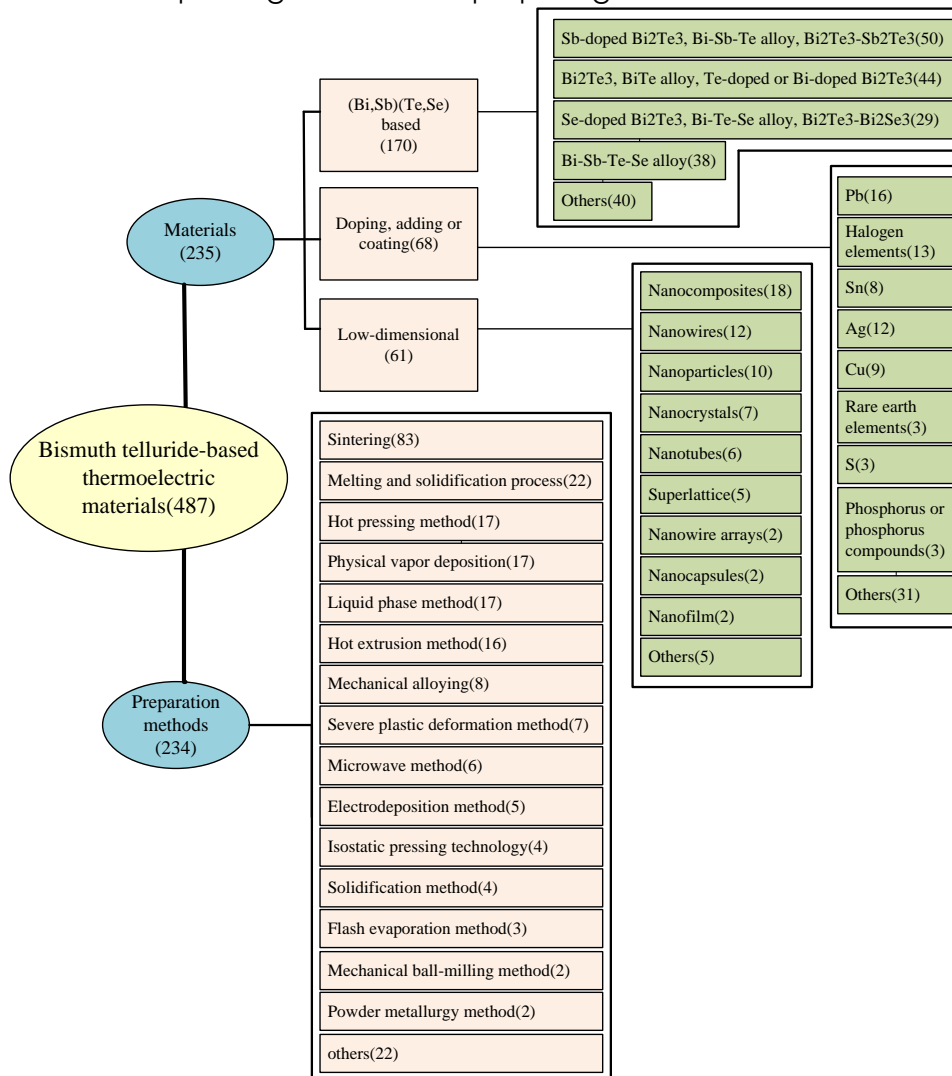 Sb-doped Bi2Te3, Bi-Sb-Te alloy, Bi2Te3-Sb2Te3(50)
Bi2Te3, BiTe alloy, Te-doped or Bi-doped Bi2Te3(44)
Se-doped Bi2Te3, Bi-Te-Se alloy, Bi2Te3-Bi2Se3(29)
Bi-Sb-Te-Se alloy(38)
Others(40)
(Bi,Sb)(Te,Se)
based
(170)
Doping, adding or
coating(68)
Low-dimensional
(61)
Materials
(235)
Pb(16)
Halogen
elements(13)
Sn(8)
Ag(12)
Cu(9)
Rare earth
elements(3)
S(3)
Phosphorus or
phosphorus
compounds(3)
Others(31)
Nanocomposites(18)
Nanowires(12)
Nanoparticles(10)
Nanocrystals(7)
Nanotubes(6)
Superlattice(5)
Nanowire arrays(2)
Nanocapsules(2)
Nanofilm(2)
Others(5)
Bismuth telluride-based
thermoelectric
materials(487)
Preparation
methods
(234)
Sintering(83)
Melting and solidification process(22)
Hot pressing method(17)
Physical vapor deposition(17)
Liquid phase method(17)
Hot extrusion method(16)
Mechanical alloying(8)
Severe plastic deformation method(7)
Microwave method(6)
Electrodeposition method(5)
Isostatic pressing technology(4)
Solidification method(4)
Flash evaporation method(3)
Mechanical ball-milling method(2)
Powder metallurgy method(2)
others(22)